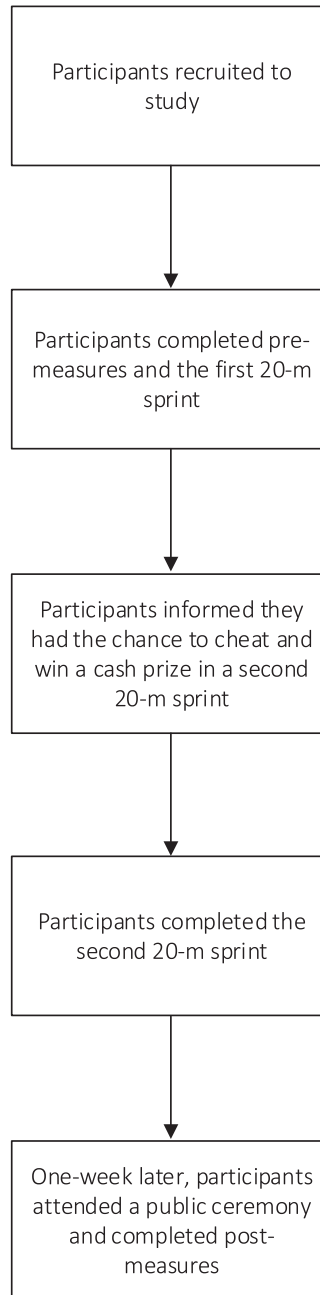 Participants recruited to
study
Participants completed pre-
measures and the first 20-m
sprint
Participants informed they
had the chance to cheat and
win a cash prize in a second
20-m sprint
Participants completed the
second 20-m sprint
One-week later, participants
attended a public ceremony
and completed post-
measures